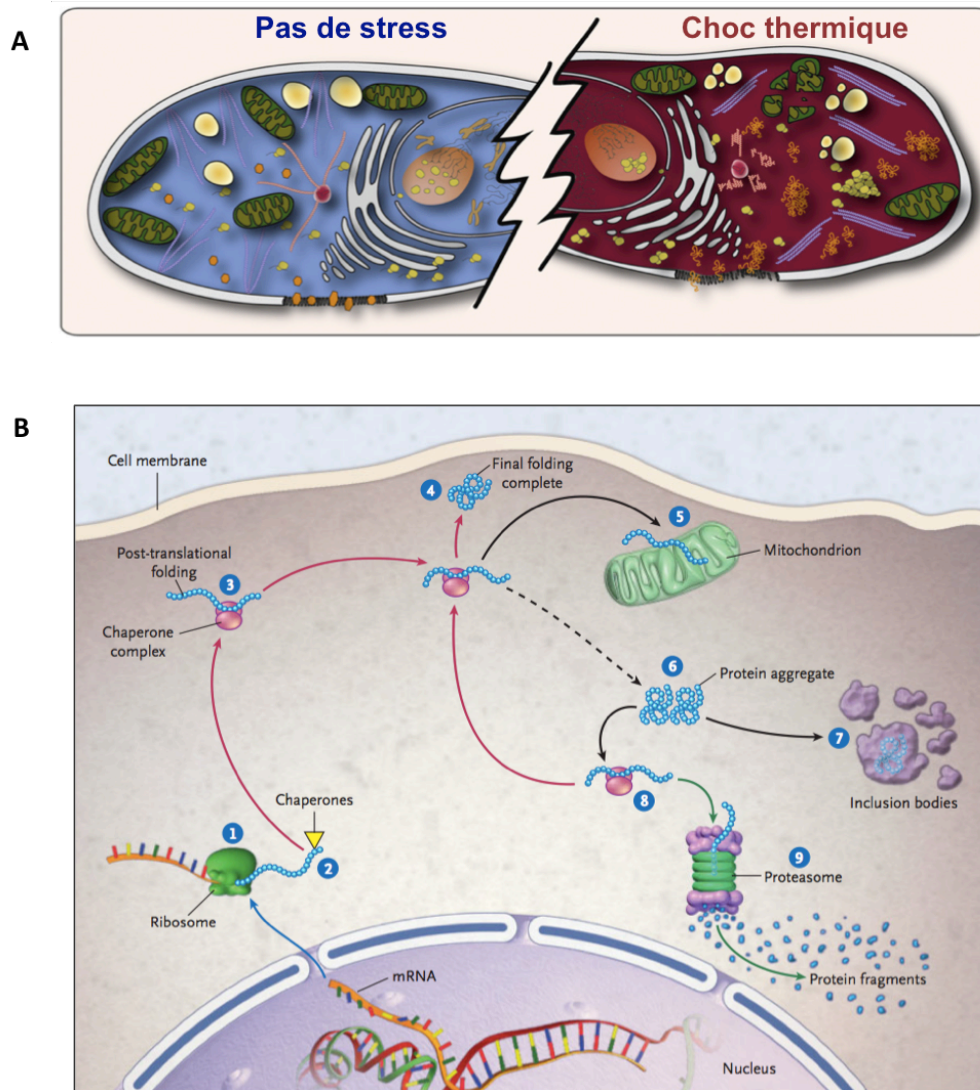 A
Pas de stress
Choc thermique
B
Cell membrane
4
Final folding
complete
5
Mitochondrion
Post-translational
folding
3
Chaperone
complex
6
Protein aggregate
7
Inclusion bodies
8
Chaperones
1
2
Ribosome
9
Proteasome
Protein fragments
mRNA
Nucleus